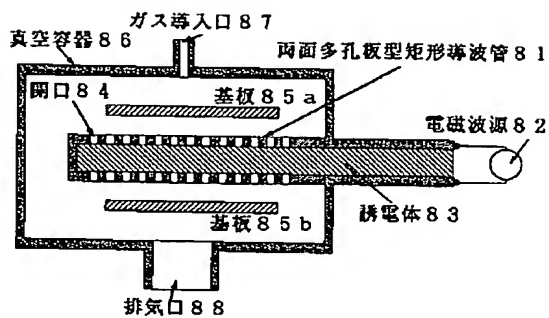 ガス導入口87
真空容器86
両面多孔板型矩形導波管81
開口84
基板85a
電磁波源82
誘電体83
基板85b
排気口88